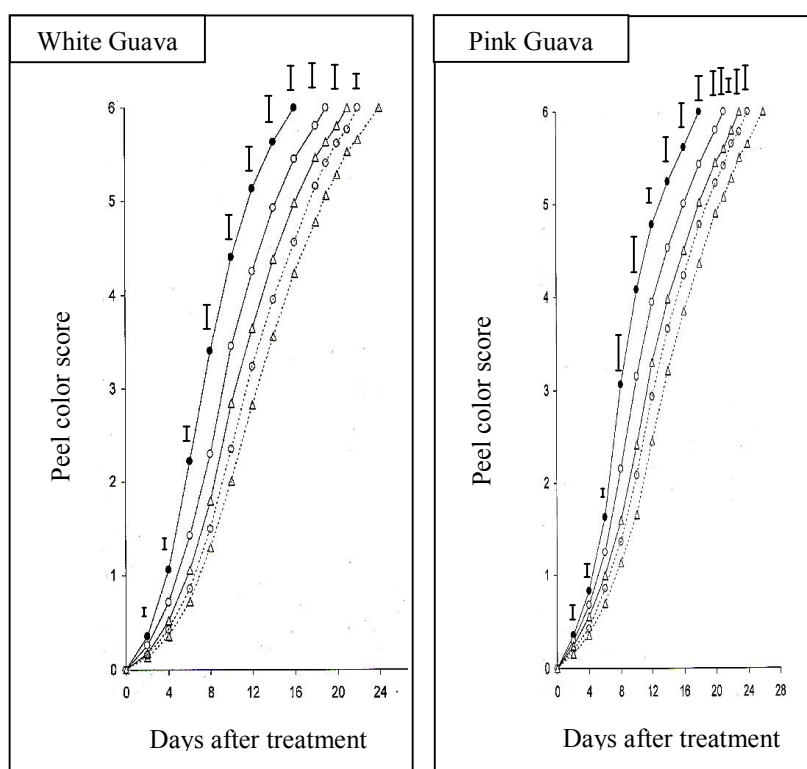 White Guava
6
5
4
3
2
1
0
Peel color score
0 4 8 12 16 20 24
Days after treatment
Pink Guava
6
5
4
3
2
1
0
Peel color score
0 4 8 12 16 20 24 28
Days after treatment